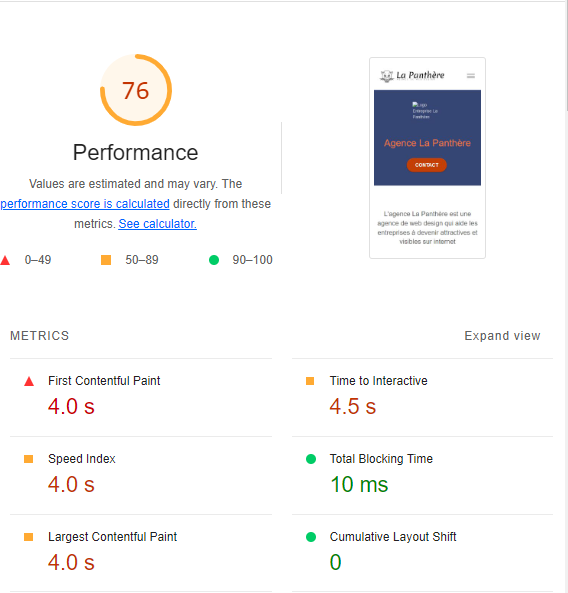 76
Performance
Values are estimated and may vary. The
performance score is calculated directly from these
metrics. See calculator.
0–49
50–89
90–100
La Panthère
Logo
Entreprise La
Panthère
Agence La Panthère
CONTACT
L'agence La Panthère est une
agence de web design qui aide les
entreprises à devenir attractives et
visibles sur internet
METRICS
Expand view
First Contentful Paint
4.0 s
Time to Interactive
4.5 s
Speed Index
4.0 s
Total Blocking Time
10 ms
Largest Contentful Paint
4.0 s
Cumulative Layout Shift
0